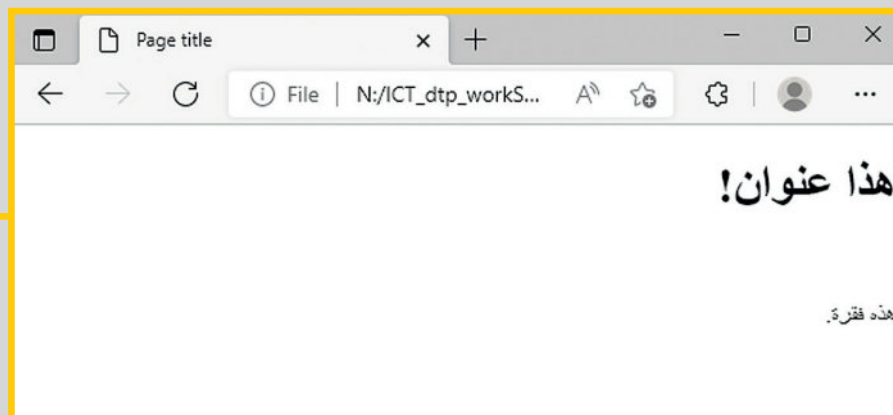 Page title
File | N:/ICT_dtp_workS...
هذا عنوان!
هذه فقرة.